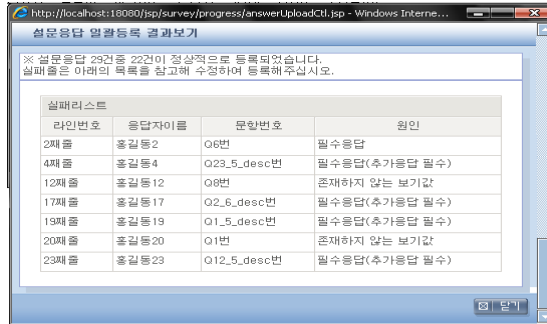 http://localhost:18080/jsp/survey/progress/answerUploadCtl.jsp - Windows Interne...
설문응답 일괄등록 결과보기
※ 설문응답 29건중 22건이 정상적으로 등록되었습니다.
실패줄은 아래의 목록을 참고해 수정하여 등록해주십시오.
실패리스트
라인번호 응답자이름 문항번호 원인
2째 줄 홍길동2 Q6번 필수응답
4째 줄 홍길동4 Q23_5_desc번 필수응답(추가응답 필수)
12째 줄 홍길동12 Q8번 존재하지 않는 보기값
17째 줄 홍길동17 Q2_6_desc번 필수응답(추가응답 필수)
19째 줄 홍길동19 Q1_5_desc번 필수응답(추가응답 필수)
20째 줄 홍길동20 Q1번 존재하지 않는 보기값
23째 줄 홍길동23 Q12_5_desc번 필수응답(추가응답 필수)
닫기